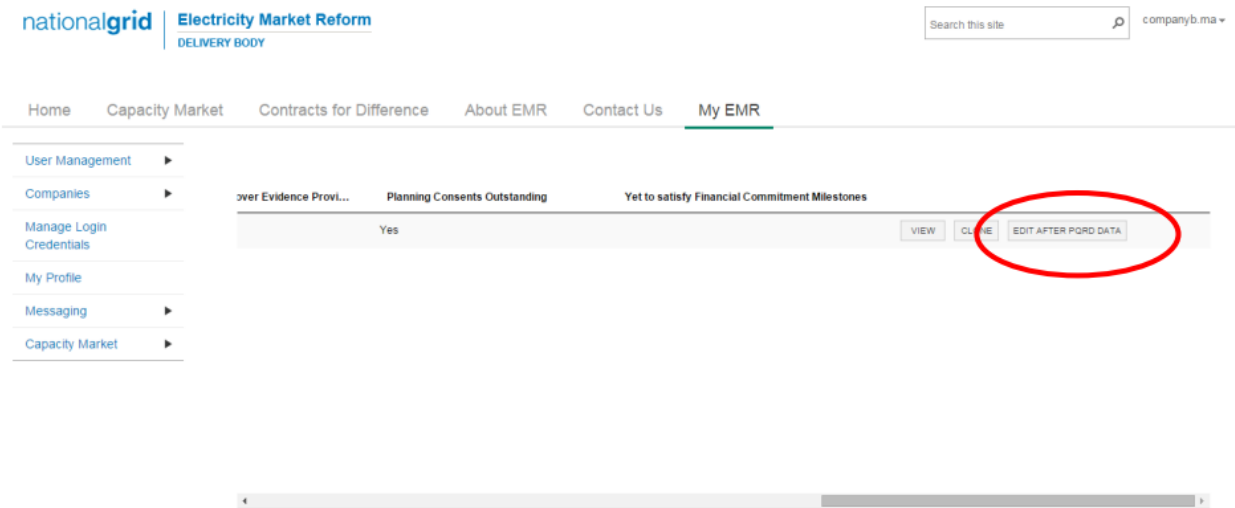 nationalgrid
Electricity Market Reform
DELIVERY BODY
Search this site
companyb.ma
Home Capacity Market Contracts for Difference About EMR Contact Us My EMR
User Management
Companies
Manage Login
Credentials
My Profile
Messaging
Capacity Market
over Evidence Provi... Planning Consents Outstanding Yet to satisfy Financial Commitment Milestones
Yes VIEW CLONE EDIT AFTER PQRD DATA